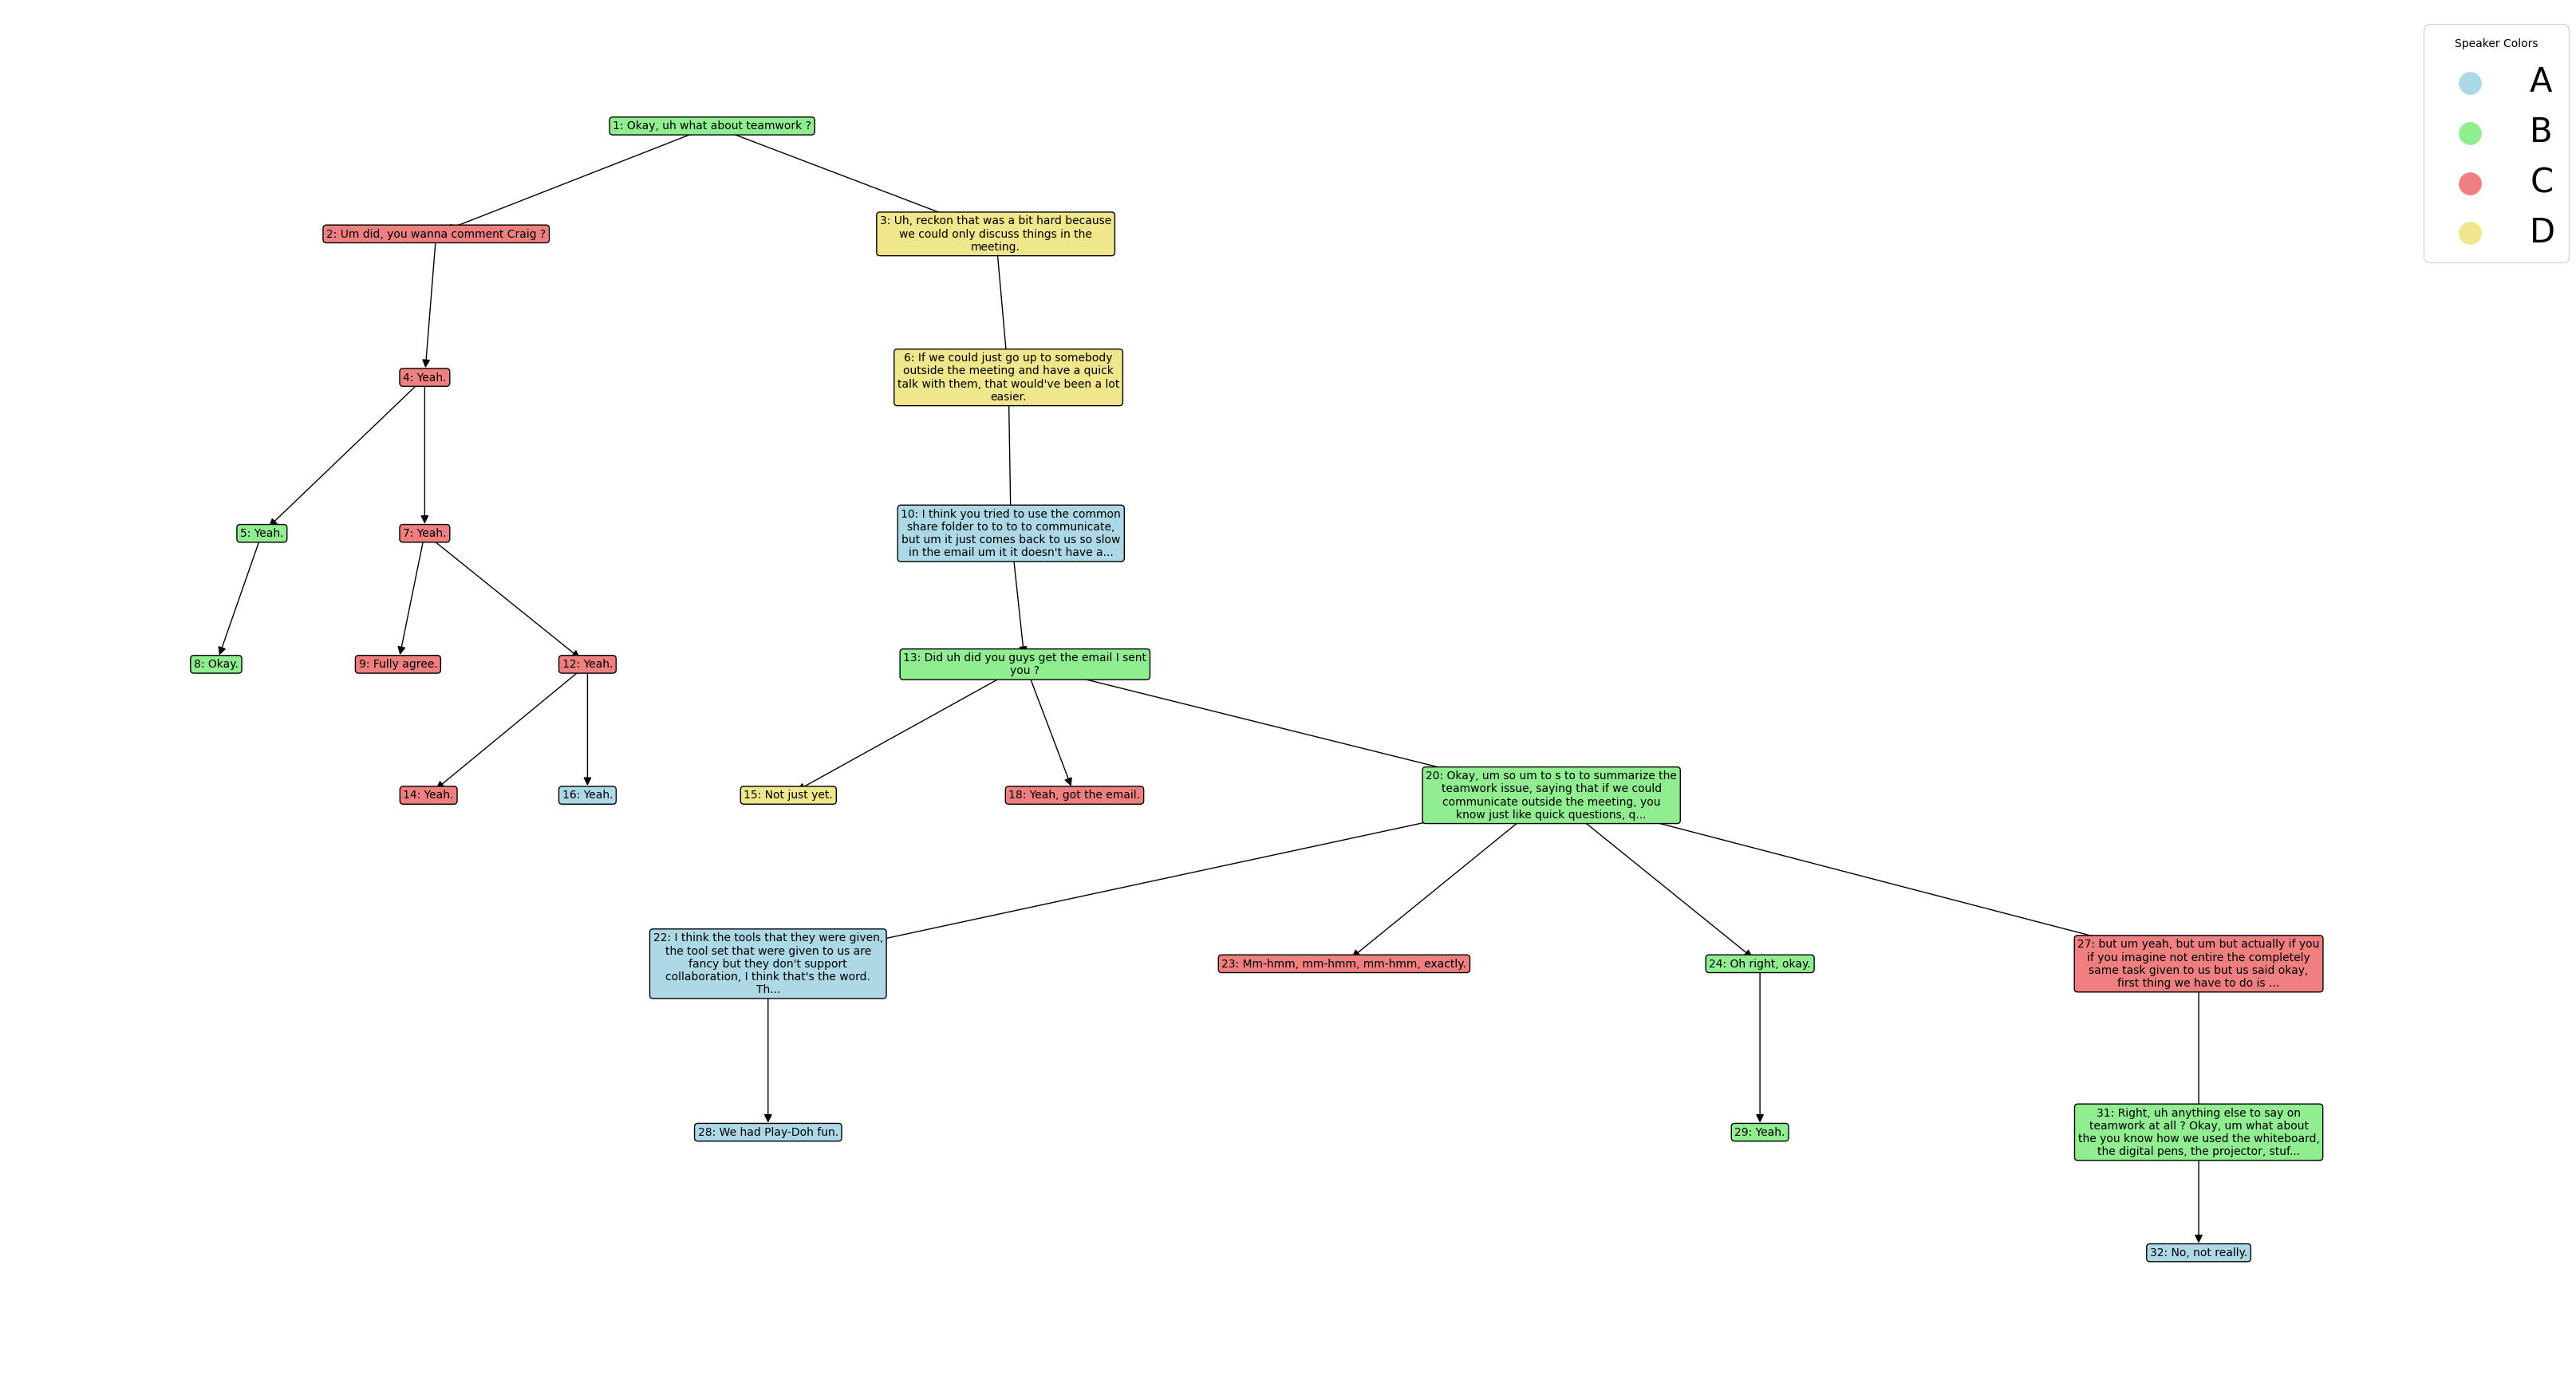 Speaker Colors
A
B
C
D
1: Okay, uh what about teamwork ?
2: Um did, you wanna comment Craig ?
3: Uh, reckon that was a bit hard because
we could only discuss things in the
meeting.
4: Yeah.
6: If we could just go up to somebody
outside the meeting and have a quick
talk with them, that would've been a lot
easier.
5: Yeah.
7: Yeah.
10: I think you tried to use the common
share folder to to to to communicate,
but um it just comes back to us so slow
in the email um it it doesn't have a...
8: Okay.
9: Fully agree.
12: Yeah.
13: Did uh did you guys get the email I sent
you ?
14: Yeah.
16: Yeah.
15: Not just yet.
18: Yeah, got the email.
20: Okay, um so um to s to to summarize the
teamwork issue, saying that if we could
communicate outside the meeting, you
know just like quick questions, q...
22: I think the tools that they were given,
the tool set that were given to us are
fancy but they don't support
collaboration, I think that's the word.
Th...
23: Mm-hmm, mm-hmm, mm-hmm, exactly.
24: Oh right, okay.
27: but um yeah, but um but actually if you
if you imagine not entire the completely
same task given to us but us said okay,
first thing we have to do is ...
28: We had Play-Doh fun.
29: Yeah.
31: Right, uh anything else to say on
teamwork at all ? Okay, um what about
the you know how we used the whiteboard,
the digital pens, the projector, stuf...
32: No, not really.